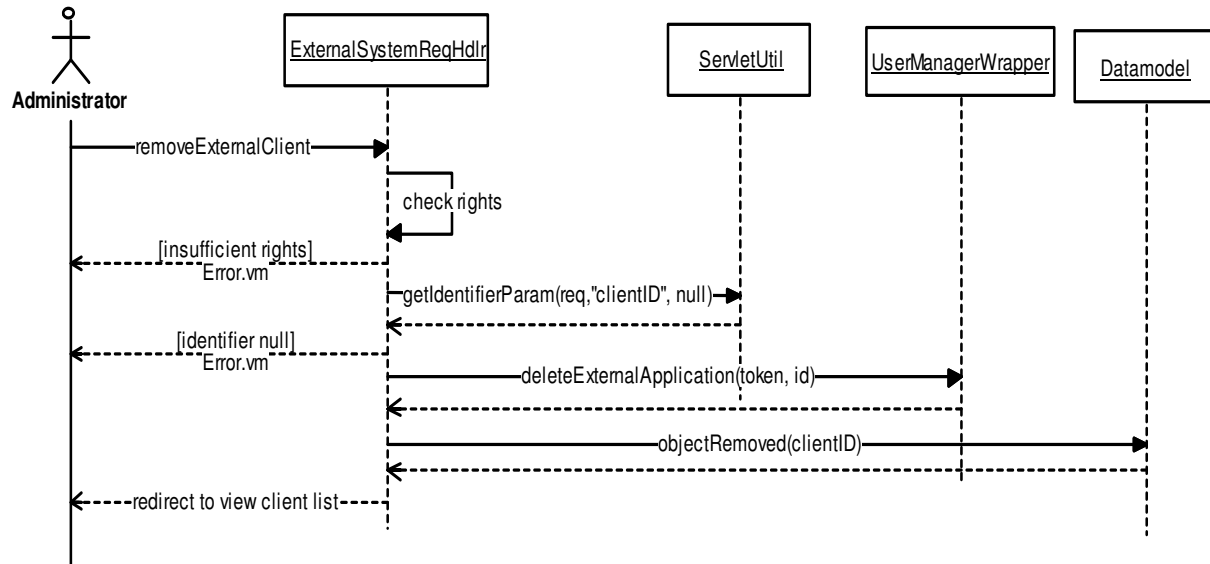 ExternalSystemReqHdlr
ServletUtil
UserManagerWrapper
Datamodel
Administrator
removeExternalClient
check rights
[insufficient rights]
Error.vm
getIdentifierParam(req,"clientID", null)
[identifier null]
Error.vm
deleteExternalApplication(token, id)
objectRemoved(clientID)
redirect to view client list